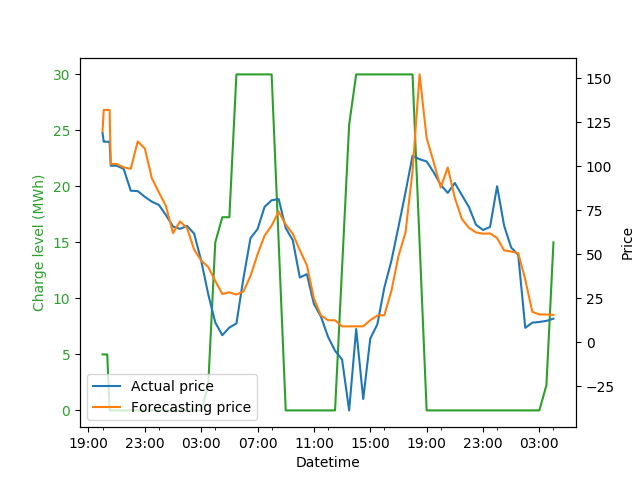 30
25
20
15
10
5
0
Charge level (MWh)
150
125
100
75
50
25
0
−25
Price
Actual price
Forecasting price
19:00 23:00 03:00 07:00 11:00 15:00 19:00 23:00 03:00
Datetime